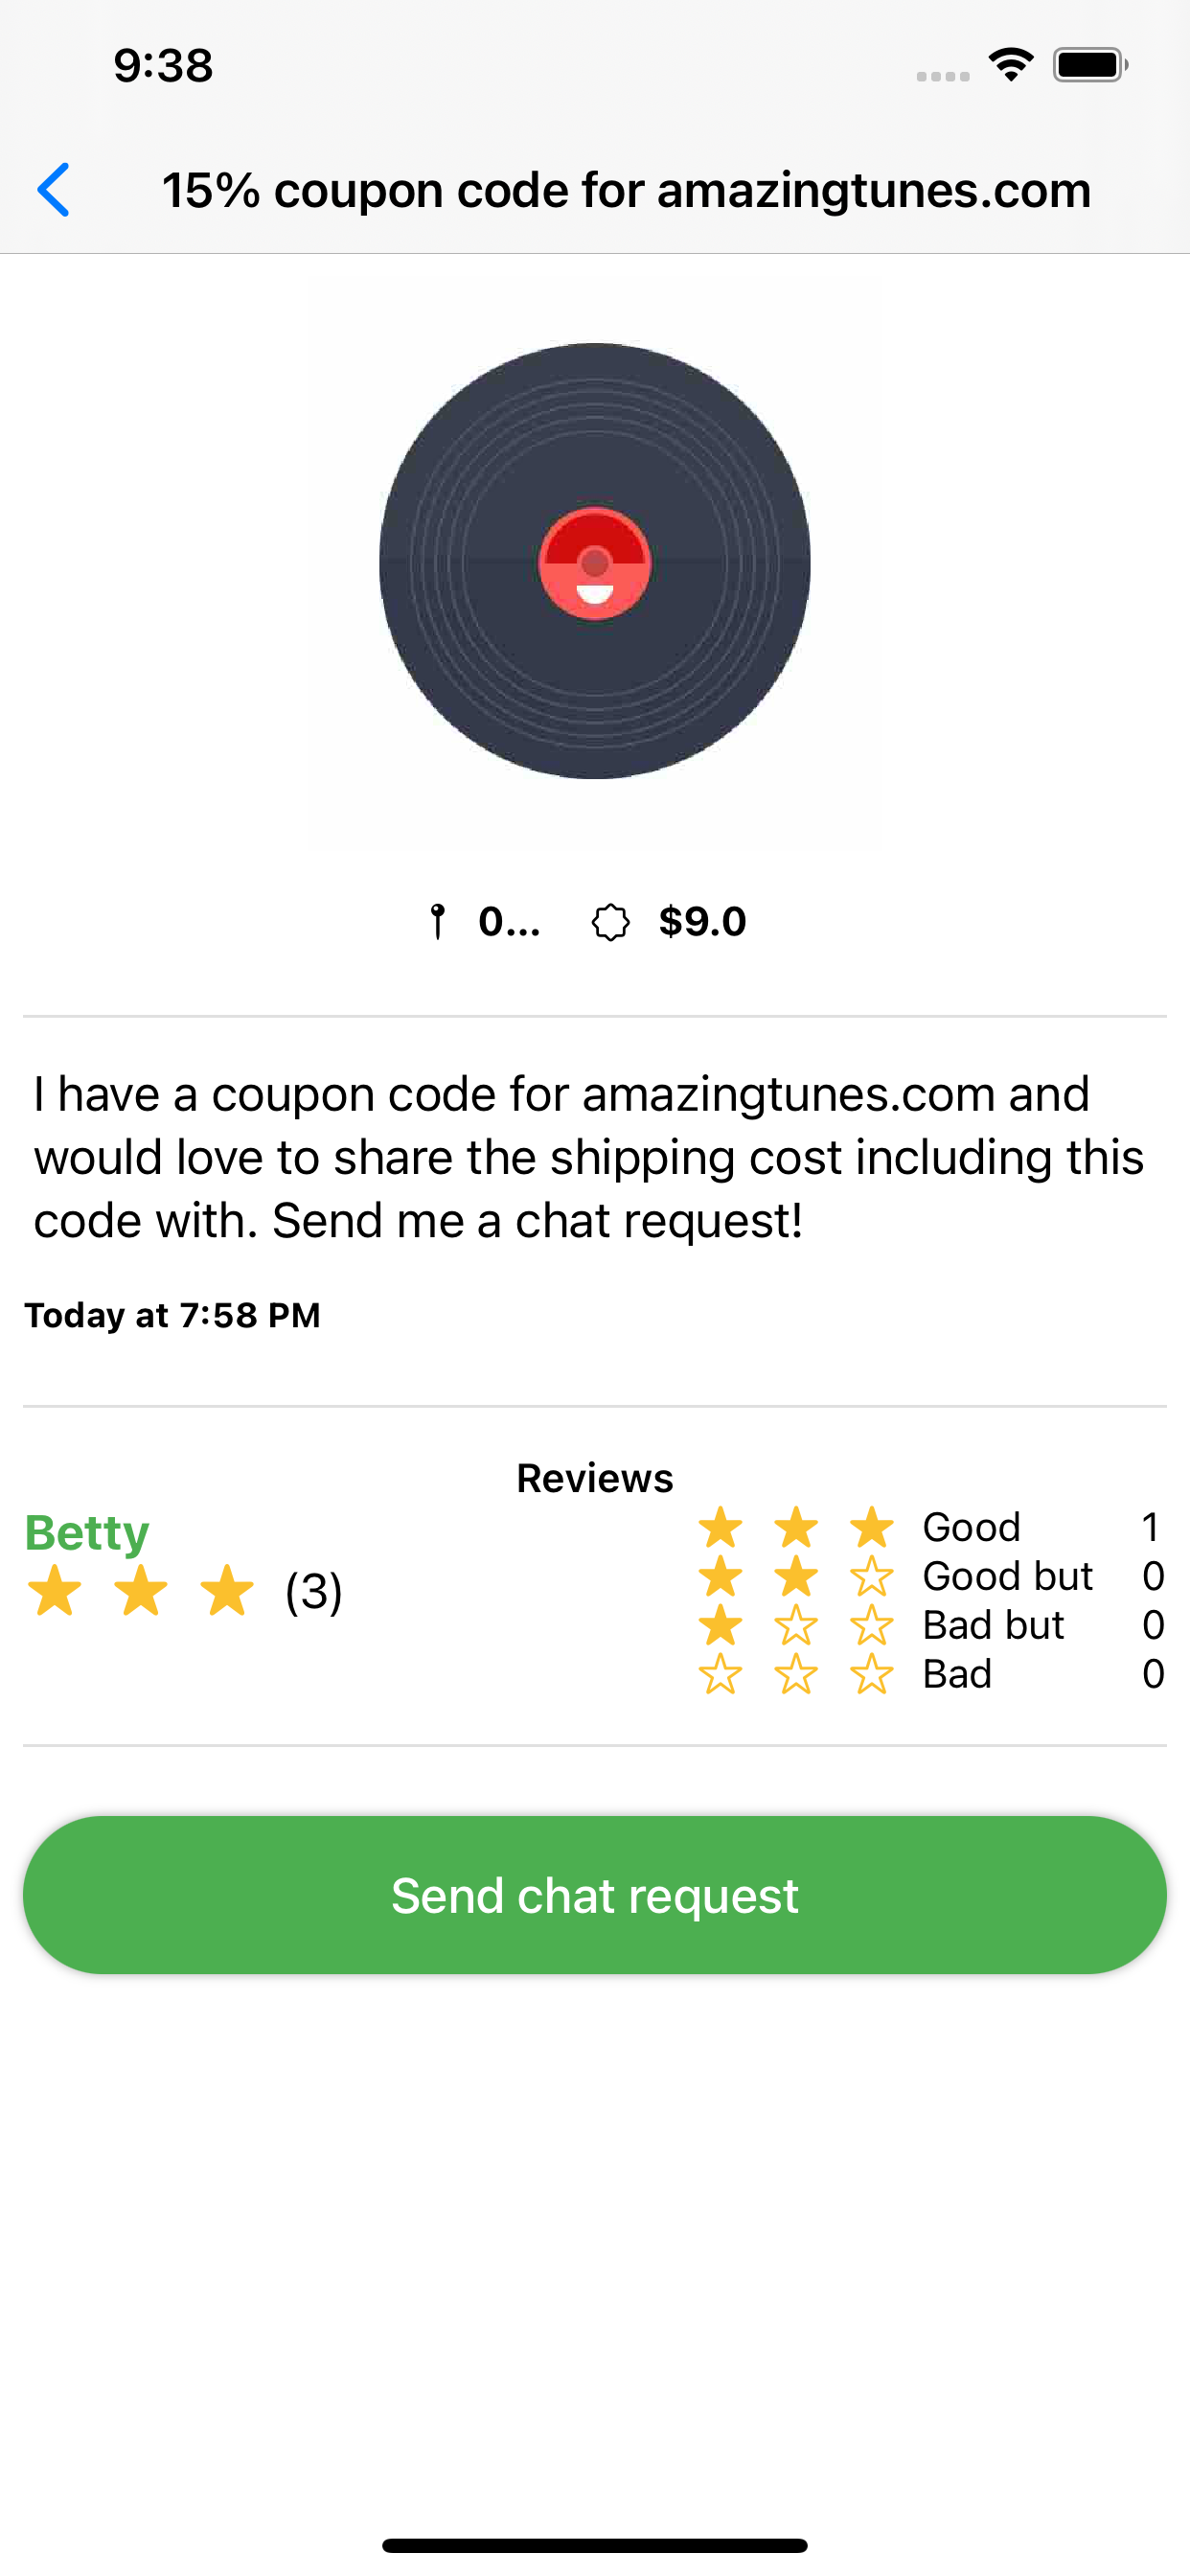 9:38
15% coupon code for amazingtunes.com
0... $9.0
I have a coupon code for amazingtunes.com and
would love to share the shipping cost including this
code with. Send me a chat request!
Today at 7:58 PM
Reviews
Betty
(3)
Good 1
Good but 0
Bad but 0
Bad 0
Send chat request